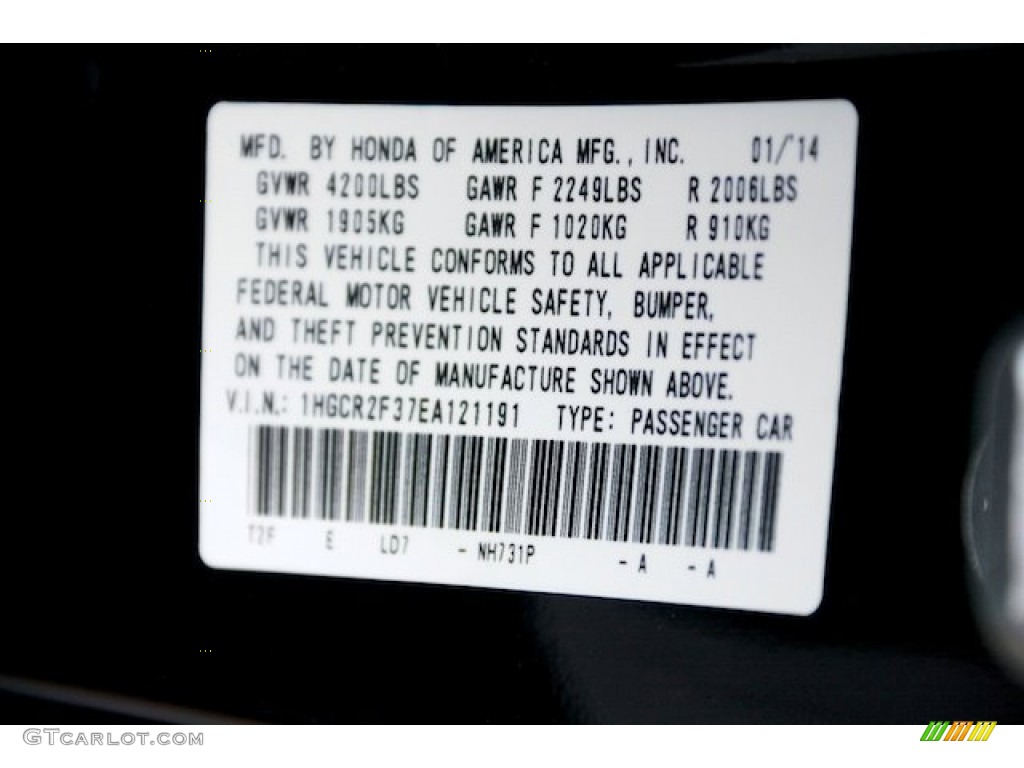 MFD. BY HONDA OF AMERICA MFG., INC. 01/'14
GVWR 4200LBS GAWR F 2249LBS R 2006LBS
GVWR 1905KG GAWR F 1020KG R 910KG
THIS VEHICLE CONFORMS TO ALL APPLICABLE
FEDERAL MOTOR VEHICLE SAFETY, BUMPER,
AND THEFT PREVENTION STANDARDS IN EFFECT
ON THE DATE OF MANUFACTURE SHOWN ABOVE.
V.I.N.: 1HGCR2F37EA121191 TYPE: PASSENGER CAR
T2F E LD7 - NH731P - A - A
GTCARLOT.COM